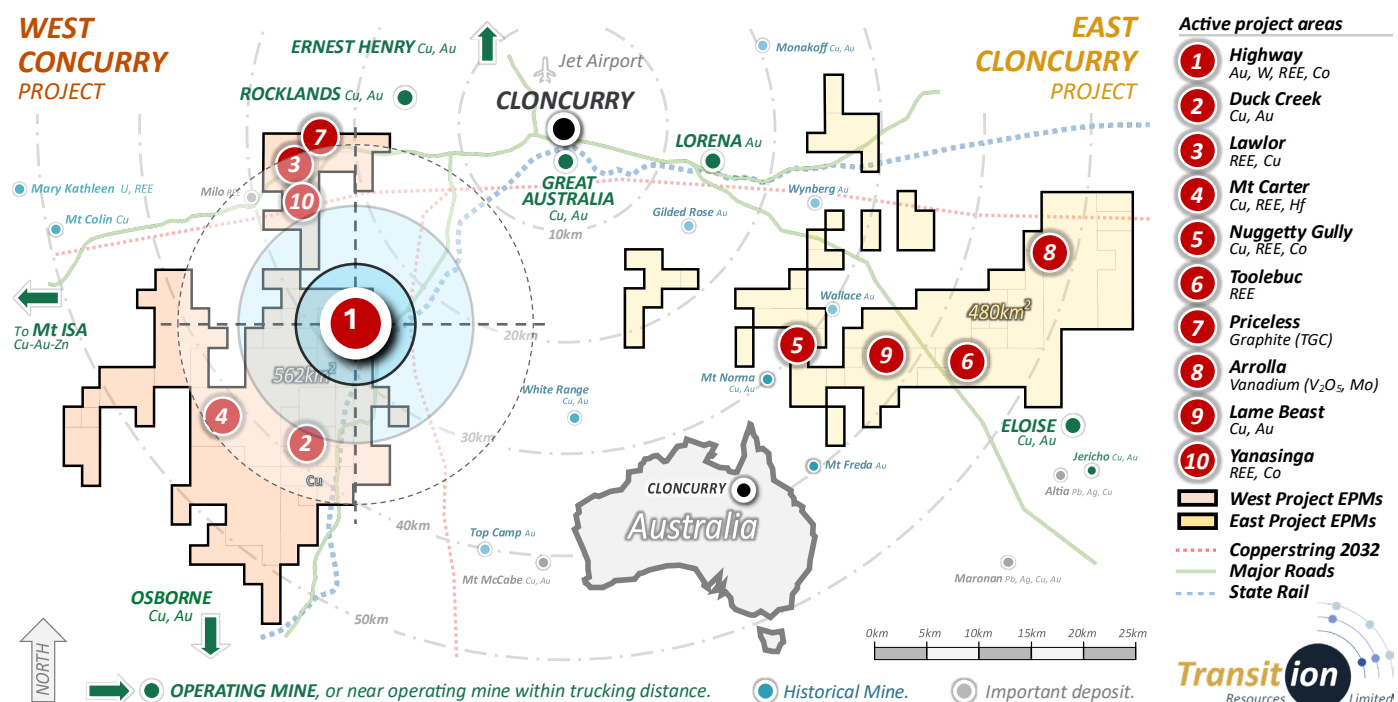 WEST
CONCURRY
PROJECT
ERNEST HENRY Cu, Au
Jet Airport
ROCKLANDS Cu, Au
CLONCURRY
Monakoff Cu, Au
EAST
CLONCURRY
PROJECT
LORENA Au
GREAT
AUSTRALIA
Cu, Au
10km
7
3
10
Milo REE
Mary Kathleen U, REE
Mt Colin Cu
To Mt ISA
Cu-Au-Zn
Gilded Rose Au
Wynberg Au
Wallace Au
8
480km²
1
20km
562km²
5
9
6
Mt Norma
Cu, Au
White Range
Cu, Au
4
2
Cu
30km
ELOISE
Cu, Au
Jericho Cu, Au
Altia Pb, Ag, Cu
Mt Freda Au
CLONCURRY
Australia
40km
Top Camp Au
Mt McCabe Cu, Au
Maronan Pb, Ag, Cu, Au
OSBORNE
Cu, Au
50km
0km 5km 10km 15km 20km 25km
NORTH
OPERATING MINE, or near operating mine within trucking distance.
Historical Mine.
Important deposit.
Active project areas
1 Highway
Au, W, REE, Co
2 Duck Creek
Cu, Au
3 Lawlor
REE, Cu
4 Mt Carter
Cu, REE, Hf
5 Nuggetty Gully
Cu, REE, Co
6 Toolebuc
REE
7 Priceless
Graphite (TGC)
8 Arrolla
Vanadium (V₂O₅, Mo)
9 Lame Beast
Cu, Au
10 Yanasinga
REE, Co
West Project EPMs
East Project EPMs
Copperstring 2032
Major Roads
State Rail
Transition
Resources Limited